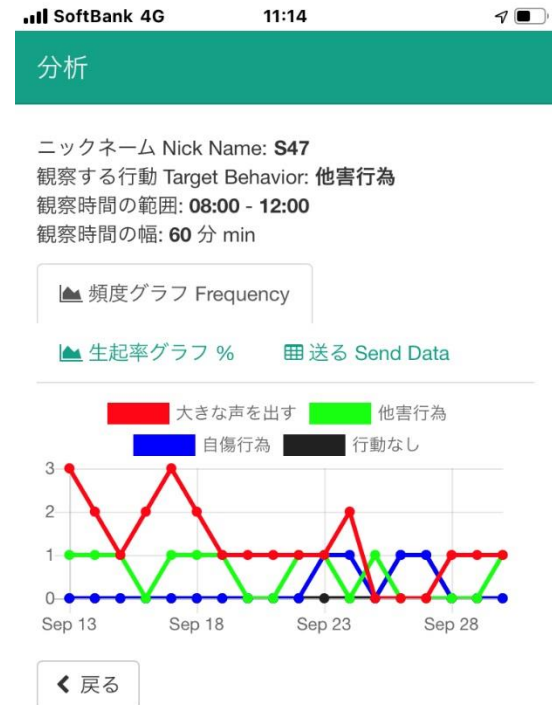 SoftBank 4G 11:14
分析
ニックネーム Nick Name: S47
観察する行動 Target Behavior: 他害行為
観察時間の範囲: 08:00 - 12:00
観察時間の幅: 60 分 min
頻度グラフ Frequency
生起率グラフ % 送る Send Data
大きな声を出す 他害行為
自傷行為 行動なし
3
2
1
0
Sep 13 Sep 18 Sep 23 Sep 28
戻る